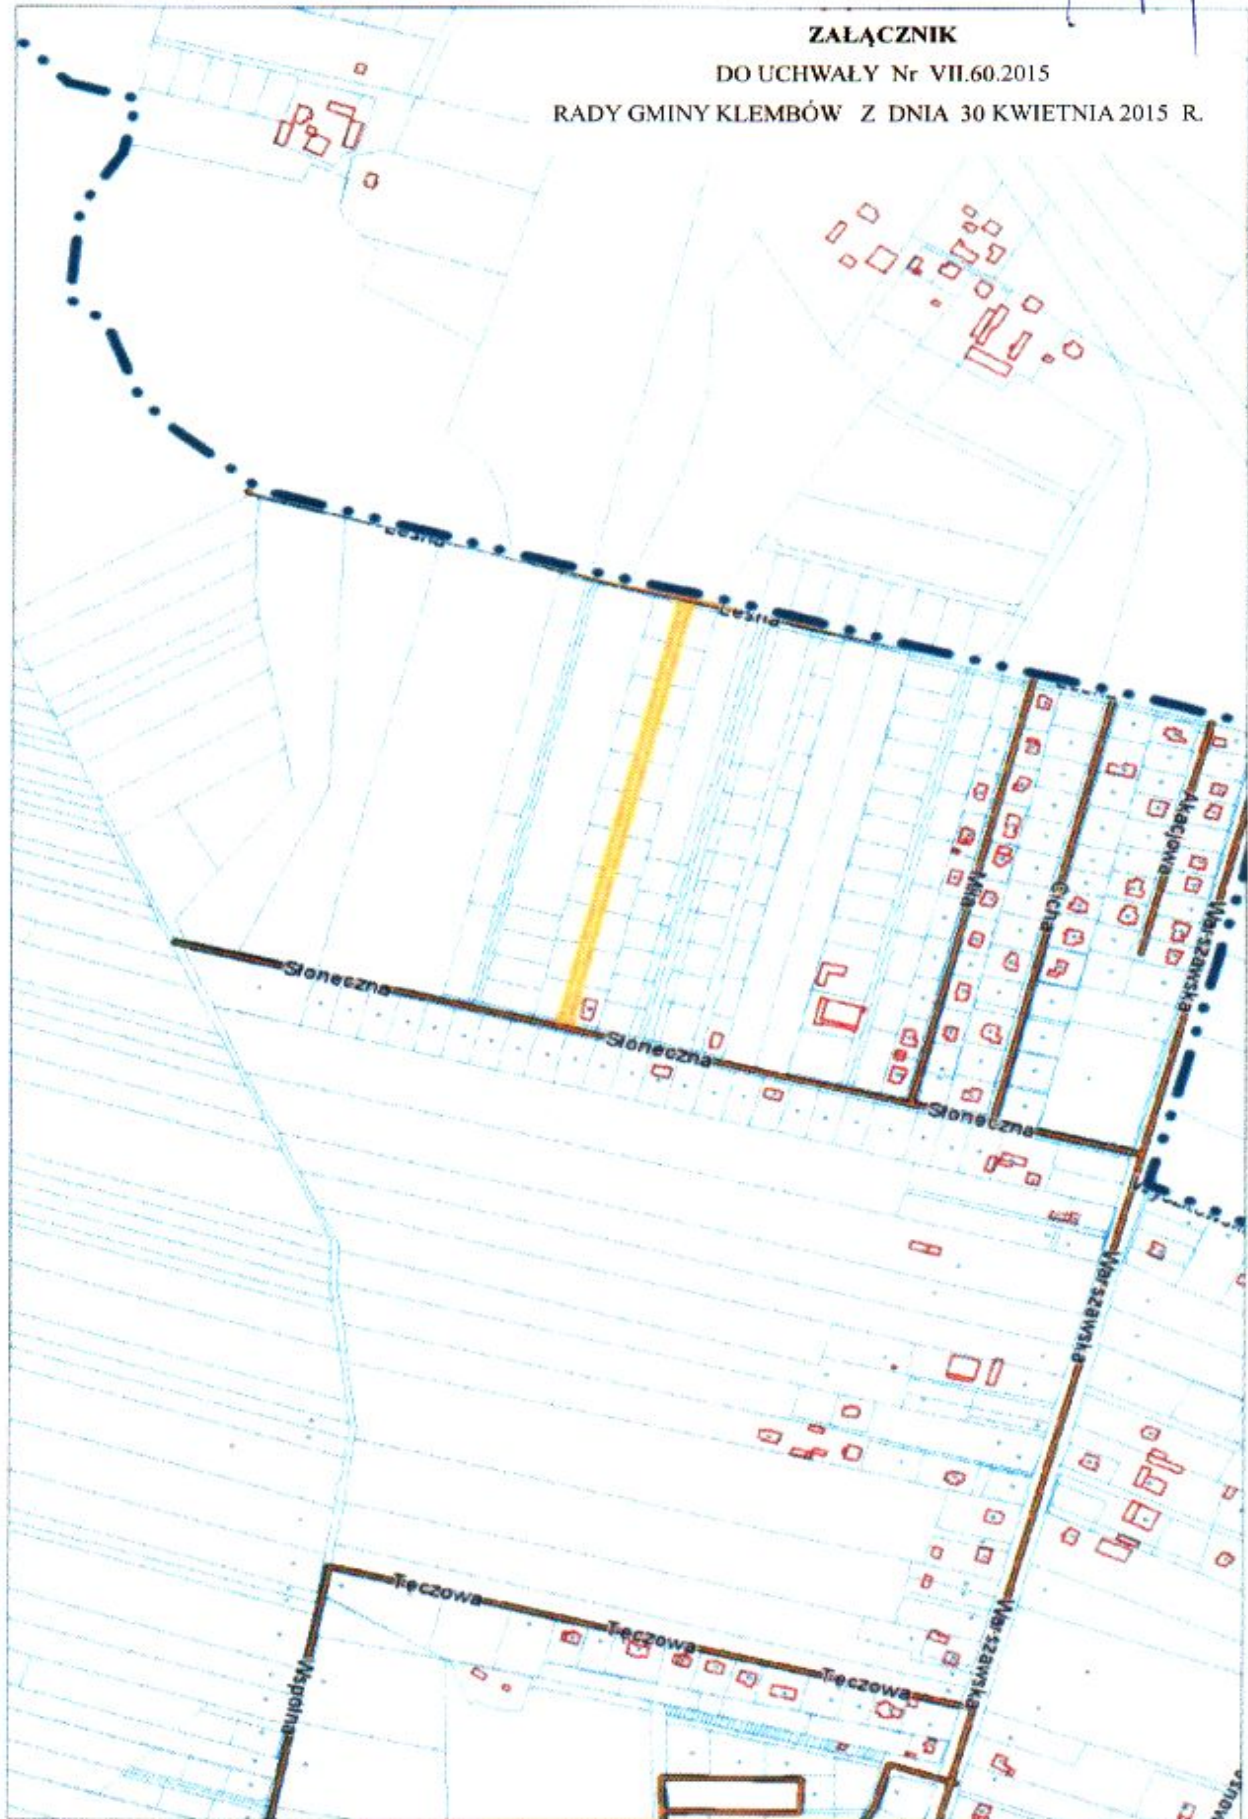 ZAŁĄCZNIK
DO UCHWAŁY Nr VII.60.2015
RADY GMINY KLEMBÓW Z DNIA 30 KWIETNIA 2015 R.
Leśna
Leśna
Akacjowa
Miła
Cicha
Warszawska
Słoneczna
Słoneczna
Słoneczna
Warszawska
Tęczowa
Tęczowa
Tęczowa
Warszawska
Wspólna